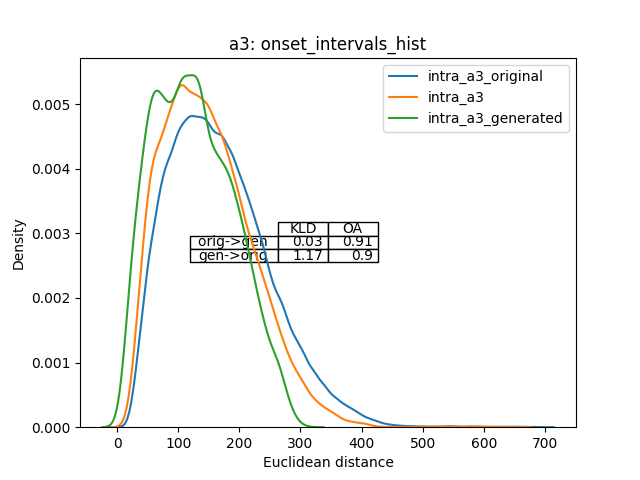 a3: onset_intervals_hist
intra_a3_original
intra_a3
intra_a3_generated
KLD OA
orig->gen 0.03 0.91
gen->orig 1.17 0.9
Density
0.005
0.004
0.003
0.002
0.001
0.000
0 100 200 300 400 500 600 700
Euclidean distance